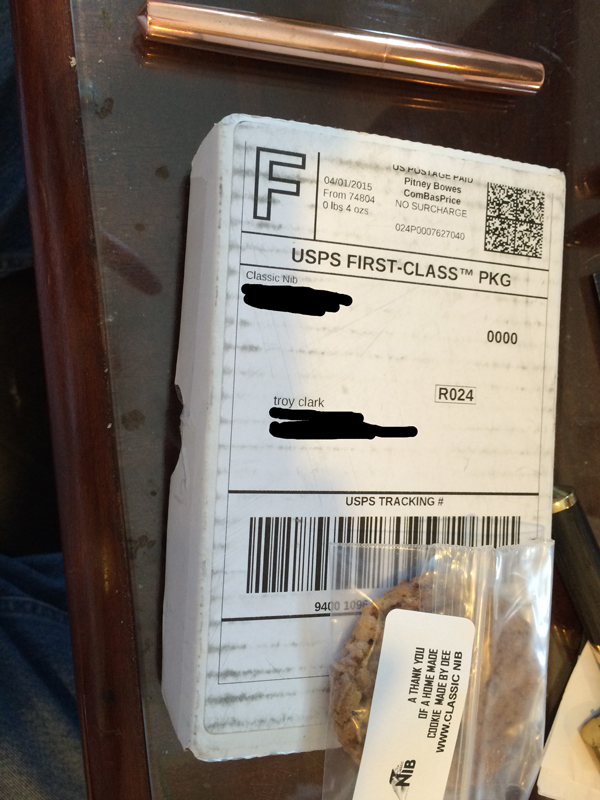 F
04/01/2015
From 74804
0 lbs 4 ozs
US POSTAGE PAID
Pitney Bowes
ComBasPrice
NO SURCHARGE
024P0007627040
USPS FIRST-CLASS™ PKG
Classic Nib
0000
R024
troy clark
USPS TRACKING #
9400 109
A THANK YOU
OF A HOME MADE
COOKIE MADE BY DEE
WWW.CLASSIC NIB
NIB